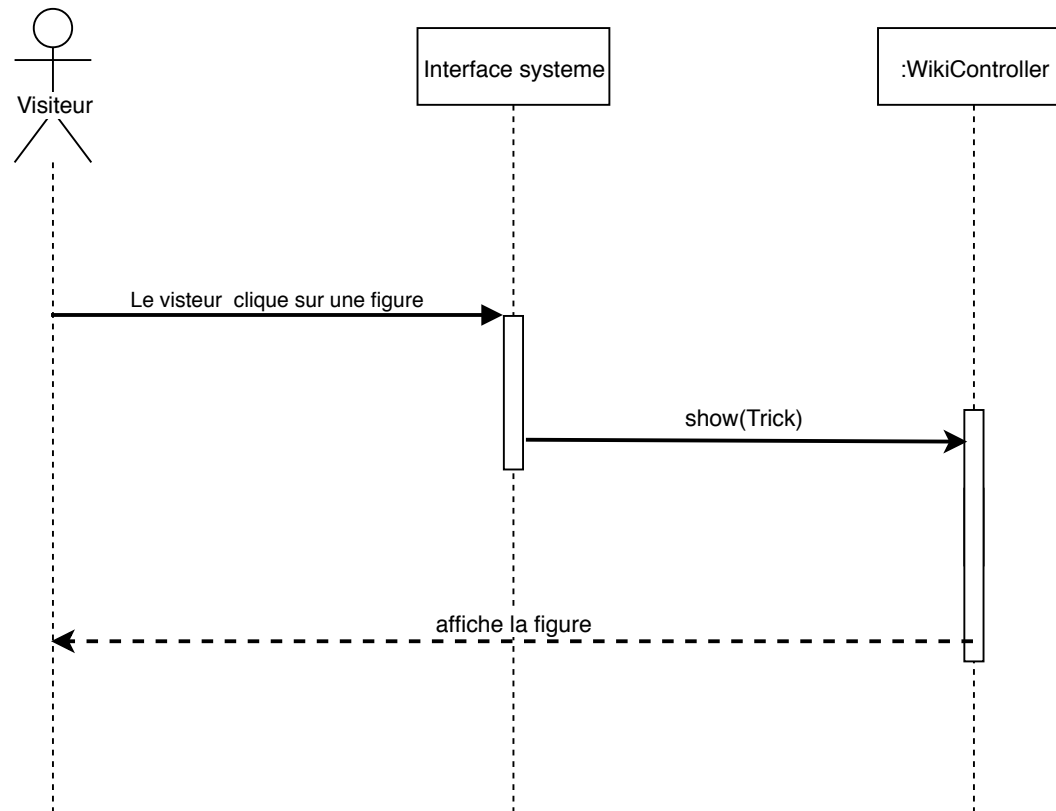 Visiteur
Interface systeme
:WikiController
Le visteur clique sur une figure
show(Trick)
affiche la figure